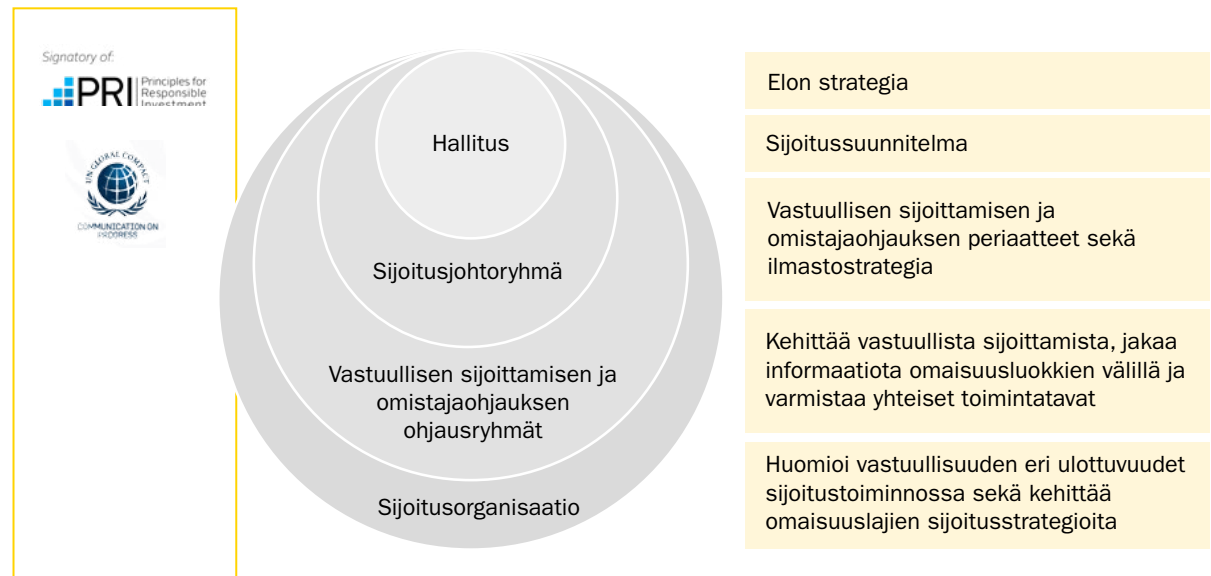 Signatory of:
PRI
Principles for
Responsible
Investment
UN GLOBAL COMPACT
COMMUNICATION ON
PROGRESS
Hallitus
Sijoitusjohtoryhmä
Vastuullisen sijoittamisen ja
omistajaohjauksen
ohjausryhmät
Sijoitusorganisaatio
Elon strategia
Sijoitussuunnitelma
Vastuullisen sijoittamisen ja
omistajaohjauksen periaatteet sekä
ilmastostrategia
Kehittää vastuullista sijoittamista, jakaa
informaatiota omaisuusluokkien välillä ja
varmistaa yhteiset toimintatavat
Huomioi vastuullisuuden eri ulottuvuudet
sijoitustoiminnossa sekä kehittää
omaisuuslajien sijoitusstrategioita